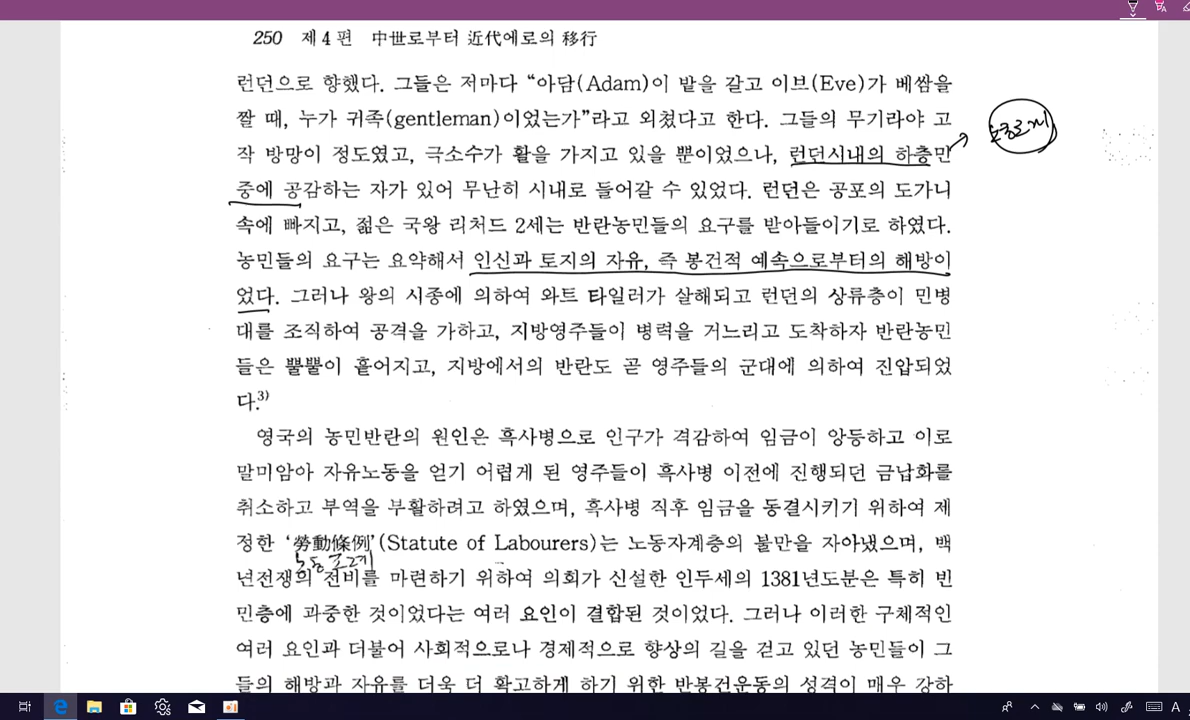 250 제4편 中世로부터 近代에로의 移行
런던으로 향했다. 그들은 저마다 “아담(Adam)이 밭을 갈고 이브(Eve)가 베짬을
짤 때, 누가 귀족(gentleman)이었는가”라고 외쳤다고 한다. 그들의 무기라야 고
작 방망이 정도였고, 극소수가 활을 가지고 있을 뿐이었으나, 런던시내의 하층민
중에 공감하는 자가 있어 무난히 시내로 들어갈 수 있었다. 런던은 공포의 도가니
속에 빠지고, 젊은 국왕 리처드 2세는 반란농민들의 요구를 받아들이기로 하였다.
농민들의 요구는 요약해서 인신과 토지의 자유, 즉 봉건적 예속으로부터의 해방이
었다. 그러나 왕의 시종에 의하여 와트 타일러가 살해되고 런던의 상류층이 민병
대를 조직하여 공격을 가하고, 지방영주들이 병력을 거느리고 도착하자 반란농민
들은 뿔뿔이 흩어지고, 지방에서의 반란도 곧 영주들의 군대에 의하여 진압되었
다.3)
영국의 농민반란의 원인은 흑사병으로 인구가 격감하여 임금이 앙등하고 이로
말미암아 자유노동을 얻기 어렵게 된 영주들이 흑사병 이전에 진행되던 금납화를
취소하고 부역을 부활하려고 하였으며, 흑사병 직후 임금을 동결시키기 위하여 제
정한 ‘勞動條例’(Statute of Labourers)는 노동자계층의 불만을 자아냈으며, 백
노동조례
년전쟁의 전비를 마련하기 위하여 의회가 신설한 인두세의 1381년도분은 특히 빈
민층에 과중한 것이었다는 여러 요인이 결합된 것이었다. 그러나 이러한 구체적인
여러 요인과 더불어 사회적으로나 경제적으로 향상의 길을 걷고 있던 농민들이 그
들의 해방과 자유를 더욱 더 확고하게 하기 위한 반봉건운동의 성격이 매우 강하